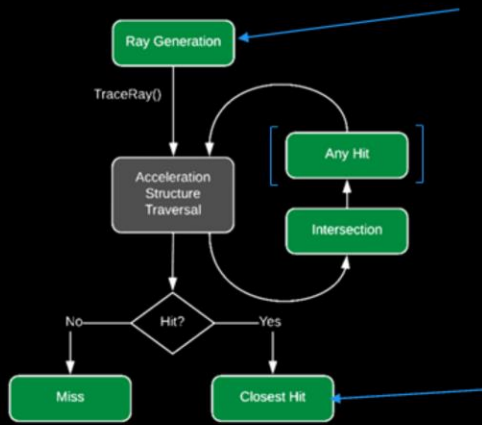 Ray Generation
TraceRay()
Any Hit
Acceleration
Structure
Traversal
Intersection
No
Hit?
Yes
Miss
Closest Hit